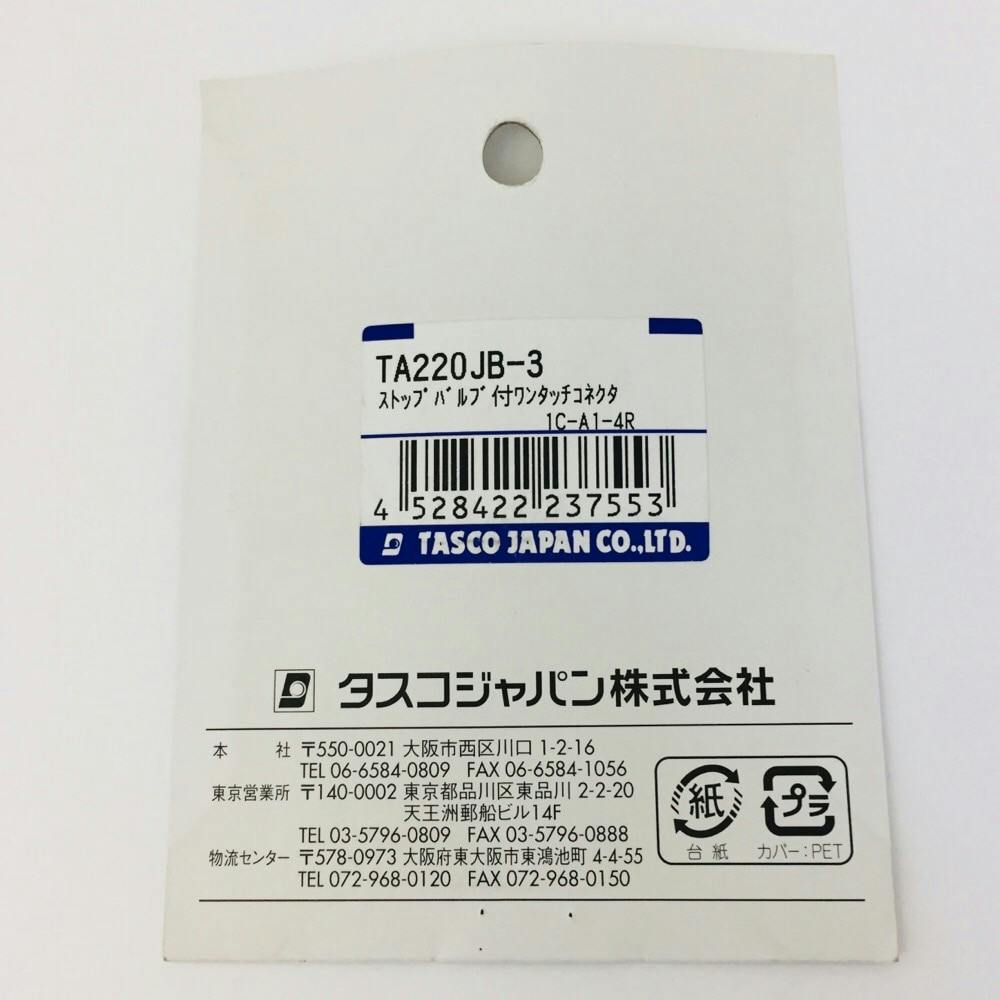 TA220JB-3
ｽﾄｯﾌﾟﾊﾞﾙﾌﾞ付ﾜﾝﾀｯﾁｺﾈｸﾀ
1C-A1-4R
4 528422 237553
TASCO JAPAN CO.,LTD.
タスコジャパン株式会社
本 社 〒550-0021 大阪市西区川口 1-2-16
TEL 06-6584-0809 FAX 06-6584-1056
東京営業所 〒140-0002 東京都品川区東品川 2-2-20
天王洲郵船ビル14F
TEL 03-5796-0809 FAX 03-5796-0888
物流センター 〒578-0973 大阪府東大阪市東鴻池町 4-4-55
TEL 072-968-0120 FAX 072-968-0150
紙 プラ
台紙 カバー：PET